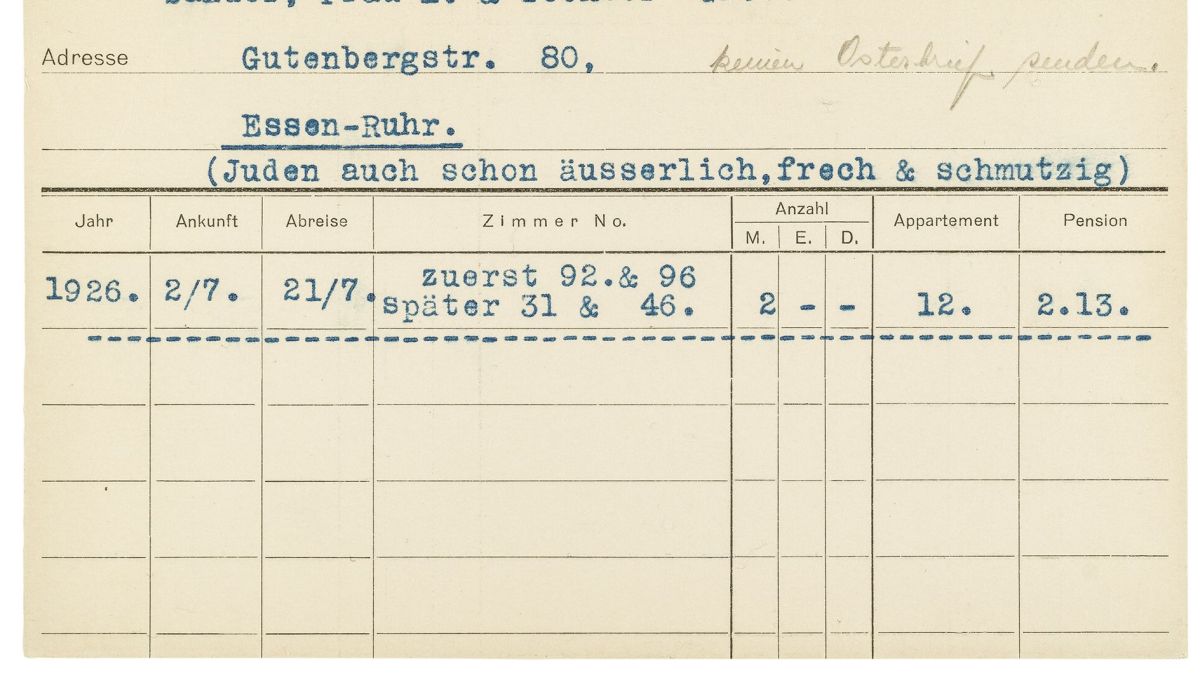 Adresse Gutenbergstr. 80, keinen Osterbrief senden.
Essen-Ruhr.
(Juden auch schon äusserlich,frech & schmutzig)
Jahr Ankunft Abreise Zimmer No. Anzahl Appartement Pension
M. E. D.
zuerst 92.& 96
1926. 2/7. 21/7. später 31 & 46. 2 - - 12. 2.13.